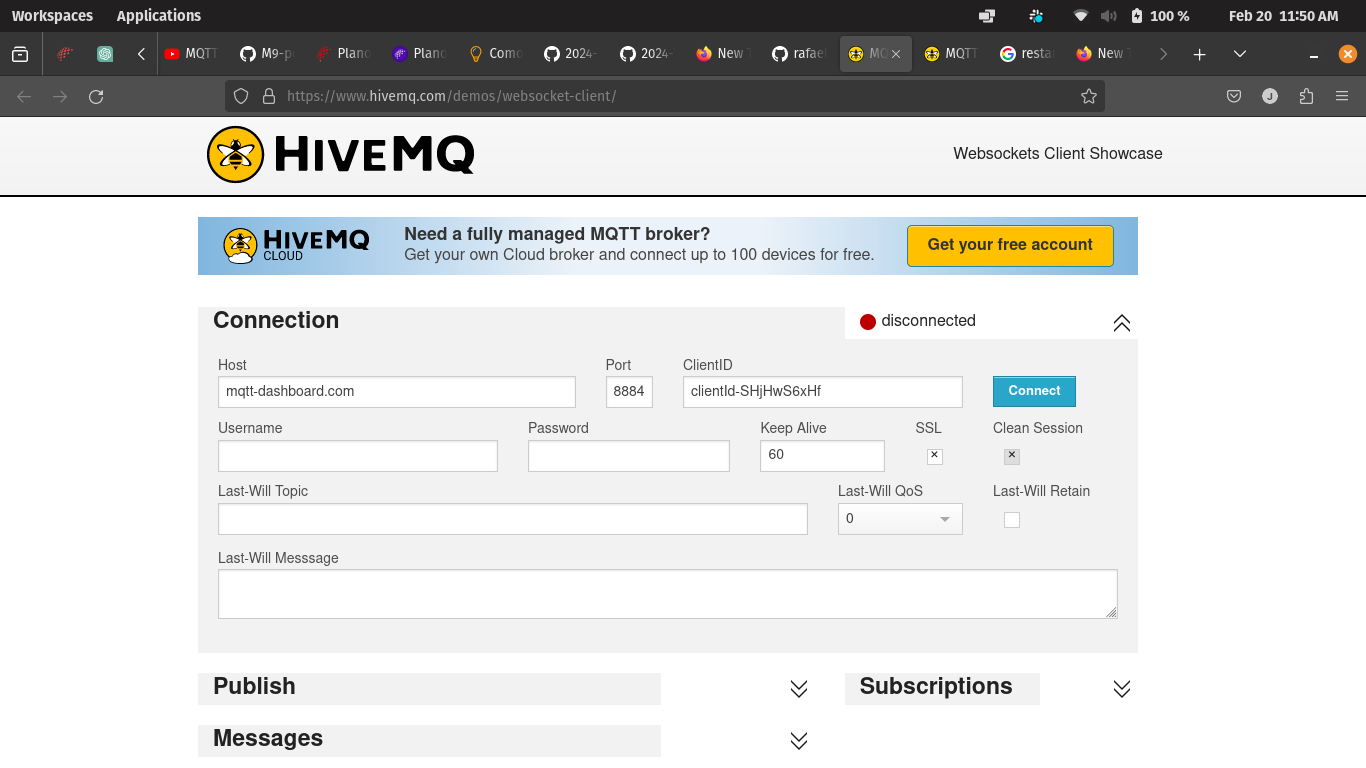 Workspaces Applications 100 % Feb 20 11:50 AM
MQTT M9-p Plano Plano Como 2024- 2024- New T rafael MQ MQTT resta New T
https://www.hivemq.com/demos/websocket-client/ J
HIVEMQ Websockets Client Showcase
HIVEMQ CLOUD
Need a fully managed MQTT broker?
Get your own Cloud broker and connect up to 100 devices for free.
Get your free account
Connection disconnected
Host Port ClientID
mqtt-dashboard.com 8884 clientId-SHjHwS6xHf Connect
Username Password Keep Alive SSL Clean Session
60
Last-Will Topic Last-Will QoS Last-Will Retain
0
Last-Will Messsage
Publish Subscriptions
Messages